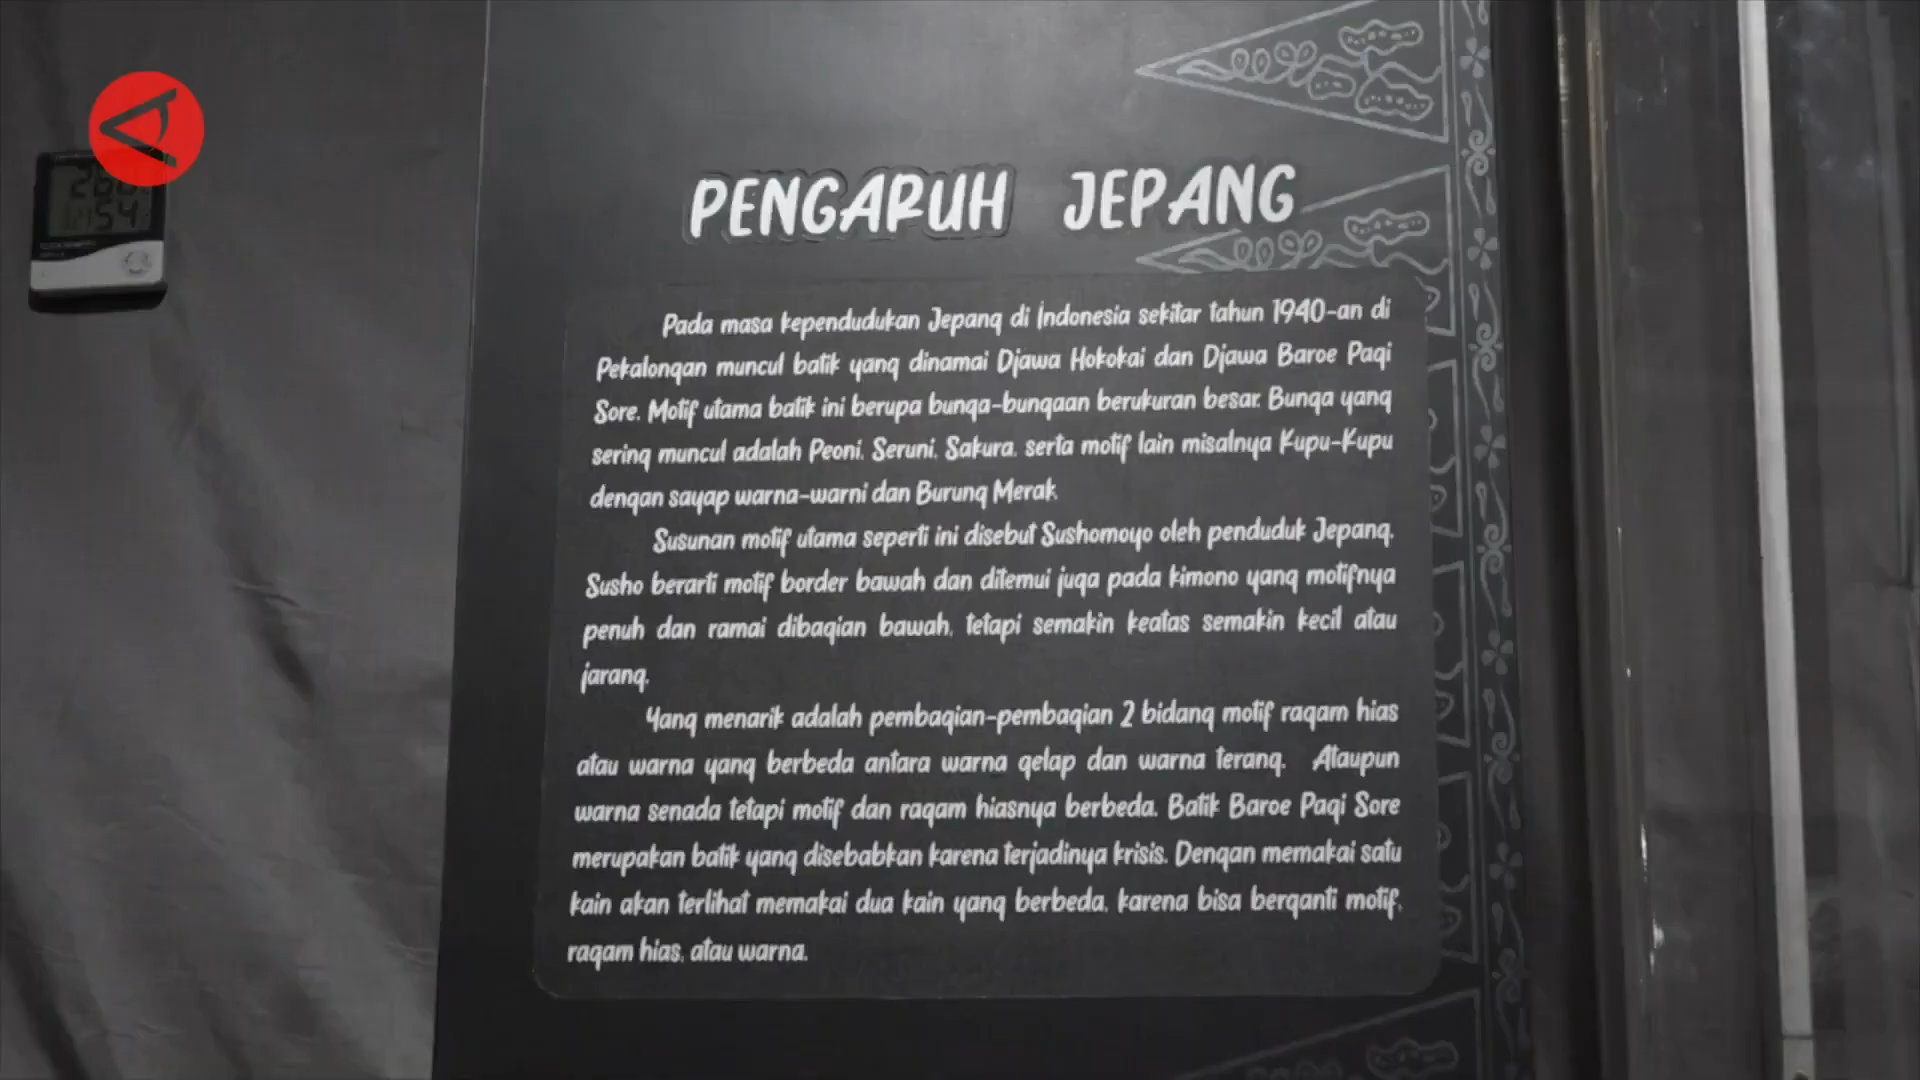 PENGARUH JEPANG
Pada masa kependudukan Jepang di Indonesia sekitar tahun 1940-an di
Pekalongan muncul batik yang dinamai Djawa Hokokai dan Djawa Baroe Pagi
Sore. Motif utama batik ini berupa bunga-bungaan berukuran besar. Bunga yang
sering muncul adalah Peoni, Seruni, Sakura, serta motif lain misalnya Kupu-Kupu
dengan sayap warna-warni dan Burung Merak.
Susunan motif utama seperti ini disebut Sushomoyo oleh penduduk Jepang.
Susho berarti motif border bawah dan ditemui juga pada kimono yang motifnya
penuh dan ramai dibagian bawah, tetapi semakin keatas semakin kecil atau
jarang.
Yang menarik adalah pembagian-pembagian 2 bidang motif ragam hias
atau warna yang berbeda antara warna gelap dan warna terang. Ataupun
warna senada tetapi motif dan ragam hiasnya berbeda. Batik Baroe Pagi Sore
merupakan batik yang disebabkan karena terjadinya krisis. Dengan memakai satu
kain akan terlihat memakai dua kain yang berbeda, karena bisa berganti motif,
ragam hias, atau warna.